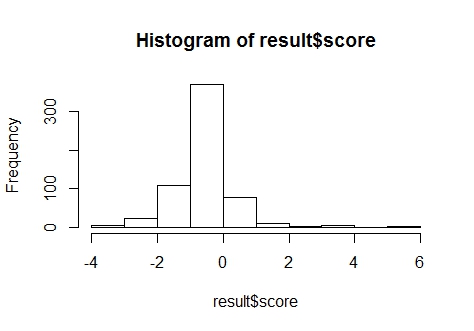 Histogram of result$score
Frequency
300
100
0
-4 -2 0 2 4 6
result$score